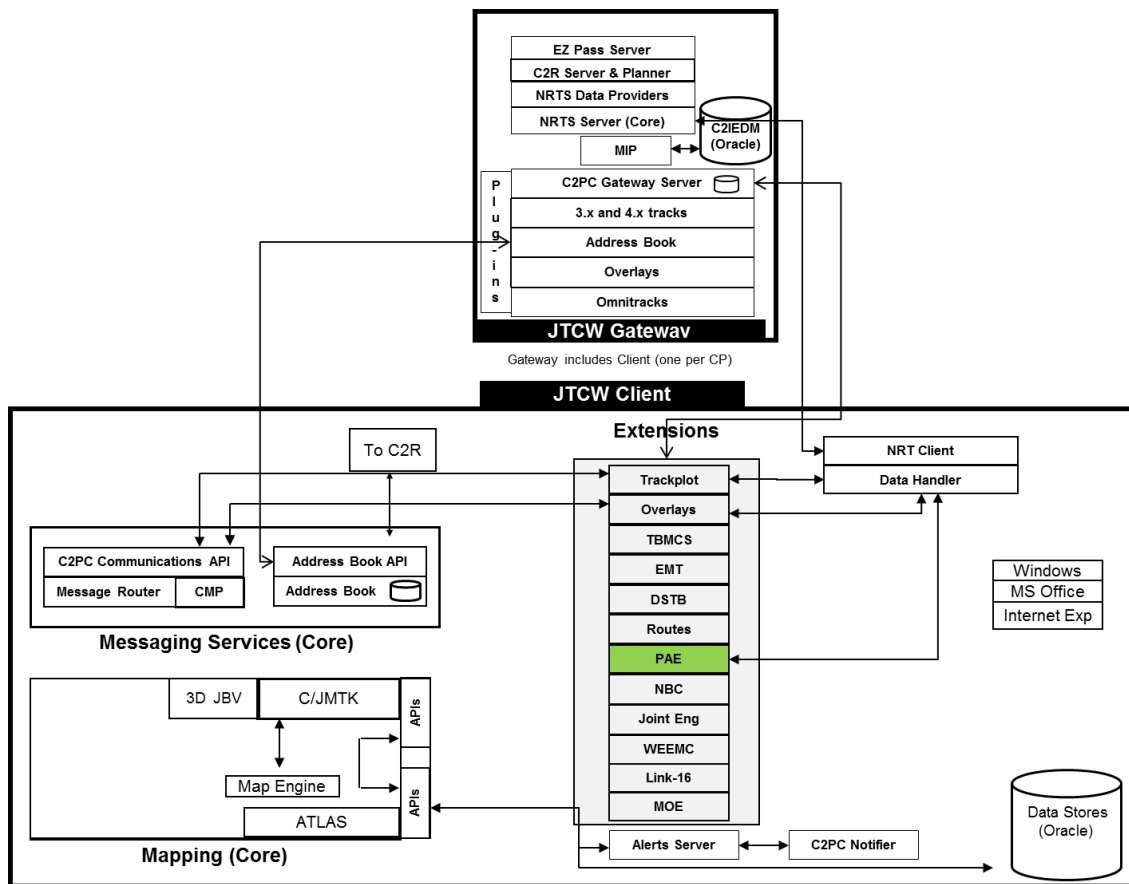 EZ Pass Server
C2R Server & Planner
NRTS Data Providers
NRTS Server (Core)
C2IEDM
(Oracle)
MIP
Plug-ins
C2PC Gateway Server
3.x and 4.x tracks
Address Book
Overlays
Omnitracks
JTCW Gateway
Gateway includes Client (one per CP)
JTCW Client
Extensions
To C2R
Trackplot
Overlays
TBMCS
EMT
DSTB
Routes
PAE
NBC
Joint Eng
WEEMC
Link-16
MOE
NRT Client
Data Handler
C2PC Communications API
Message Router
CMP
Address Book API
Address Book
Messaging Services (Core)
Windows
MS Office
Internet Exp
3D JBV
C/JMTK
APIs
Map Engine
APIs
ATLAS
Mapping (Core)
Alerts Server
C2PC Notifier
Data Stores
(Oracle)